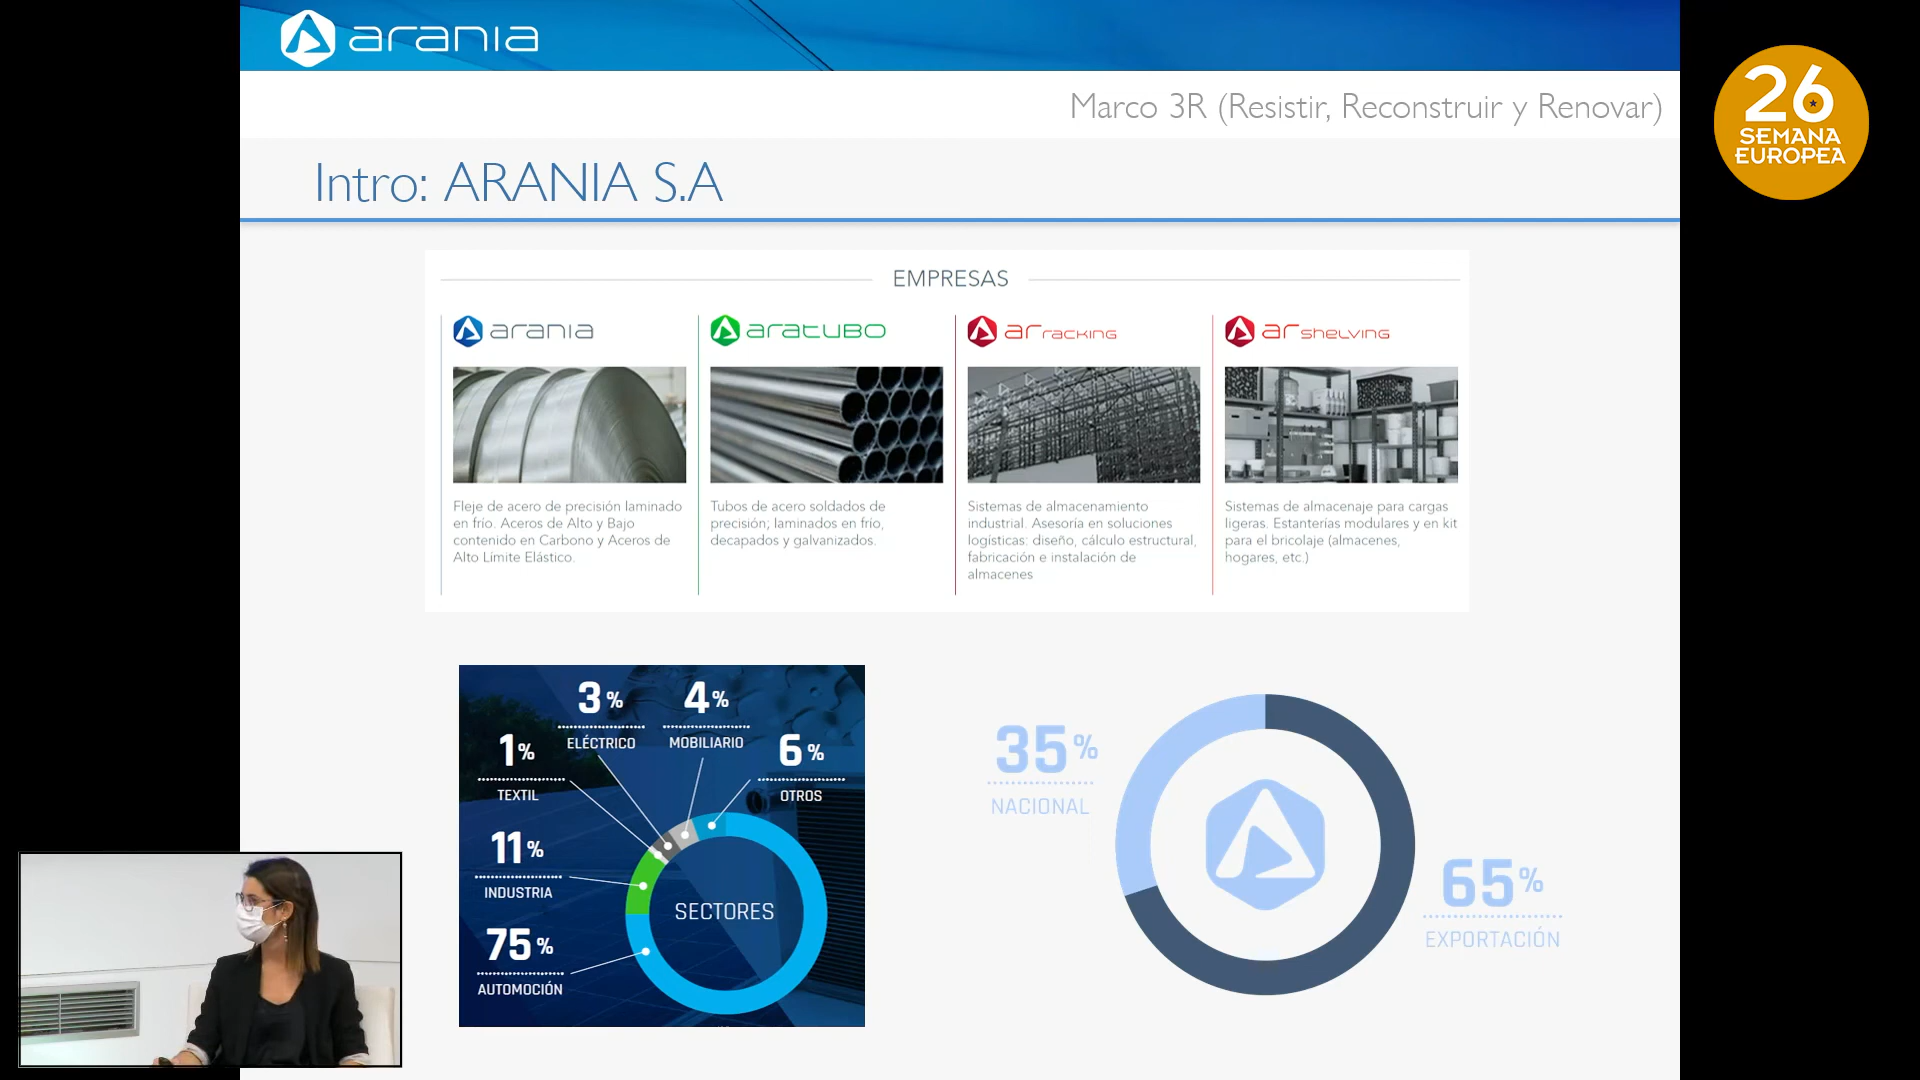 arania
26
SEMANA
EUROPEA
Marco 3R (Resistir, Reconstruir y Renovar)
Intro: ARANIA S.A
EMPRESAS
arania
Fleje de acero de precisión laminado
en frío. Aceros de Alto y Bajo
contenido en Carbono y Aceros de
Alto Límite Elástico.
aratubo
Tubos de acero soldados de
precisión; laminados en frío,
decapados y galvanizados.
ar racking
Sistemas de almacenamiento
industrial. Asesoría en soluciones
logísticas: diseño, cálculo estructural,
fabricación e instalación de
almacenes
ar shelving
Sistemas de almacenaje para cargas
ligeras. Estanterías modulares y en kit
para el bricolaje (almacenes,
hogares, etc.)
3%
ELÉCTRICO
4%
MOBILIARIO
1%
TEXTIL
6%
OTROS
11%
INDUSTRIA
75%
AUTOMOCIÓN
SECTORES
35%
NACIONAL
65%
EXPORTACIÓN